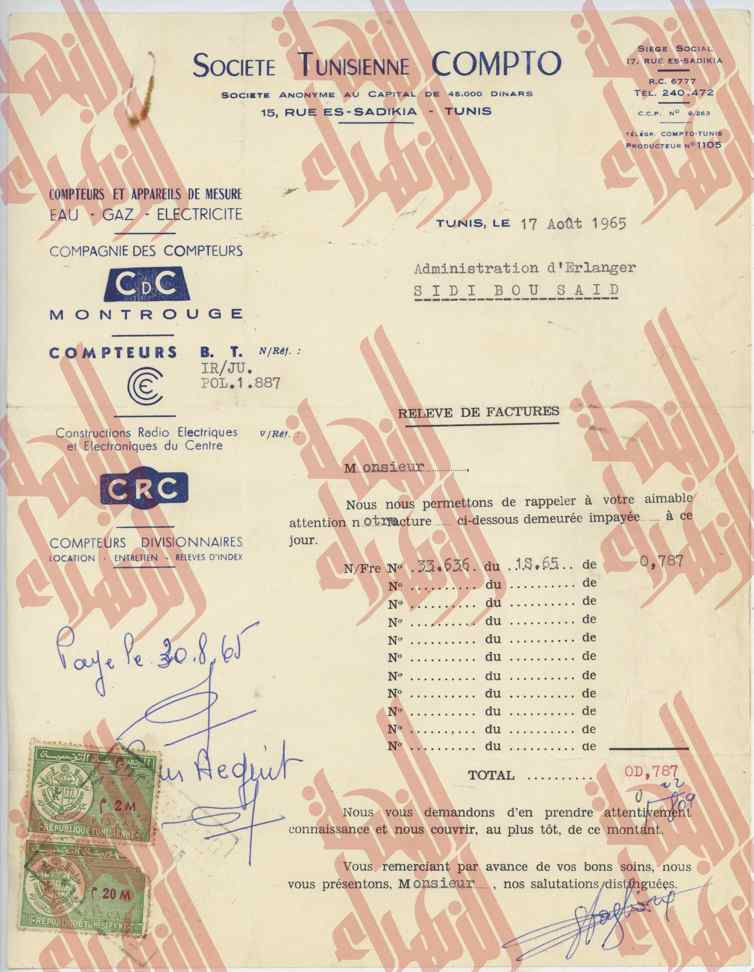 SOCIETE TUNISIENNE COMPTO
SOCIETE ANONYME AU CAPITAL DE 48.000 DINARS
15, RUE ES-SADIKIA - TUNIS
SIEGE SOCIAL
17, RUE ES-SADIKIA
R.C. 6777
TEL. 240.472
C.C.P. N° 9/263
TÉLÉGR. COMPTO-TUNIS
PRODUCTEUR N° 1105
COMPTEURS ET APPAREILS DE MESURE
EAU - GAZ - ELECTRICITE
COMPAGNIE DES COMPTEURS
CDC
MONTROUGE
COMPTEURS B. T.
Constructions Radio Electriques
et Electroniques du Centre
CRC
COMPTEURS DIVISIONNAIRES
LOCATION - ENTRETIEN - RELEVES D'INDEX
TUNIS, LE 17 Août 1965
Administration d'Erlanger
SIDI BOU SAID
N/Réf. :
IR/JU.
POL.1.887
V/Réf. :
RELEVE DE FACTURES
Monsieur ,
Nous nous permettons de rappeler à votre aimable
attention notre facture ci-dessous demeurée impayée à ce
jour.
N/Fre N° .33.636. du .18.65... de 0,787
N° .......... du .......... de
N° .......... du .......... de
N° .......... du .......... de
N° .......... du .......... de
N° .......... du .......... de
N° .......... du .......... de
N° .......... du .......... de
N° .......... du .......... de
N° .......... du .......... de
N° .......... du .......... de
TOTAL .......... 0D,787
22
809
Nous vous demandons d'en prendre attentivement
connaissance et nous couvrir, au plus tôt, de ce montant.
Vous remerciant par avance de vos bons soins, nous
vous présentons, Monsieur , nos salutations distinguées.
Payé le 30.8.65
Pour Acquit
2 M م
REPUBLIQUE TUNISIENNE
20 M م
REPUBLIQUE TUNISIENNE